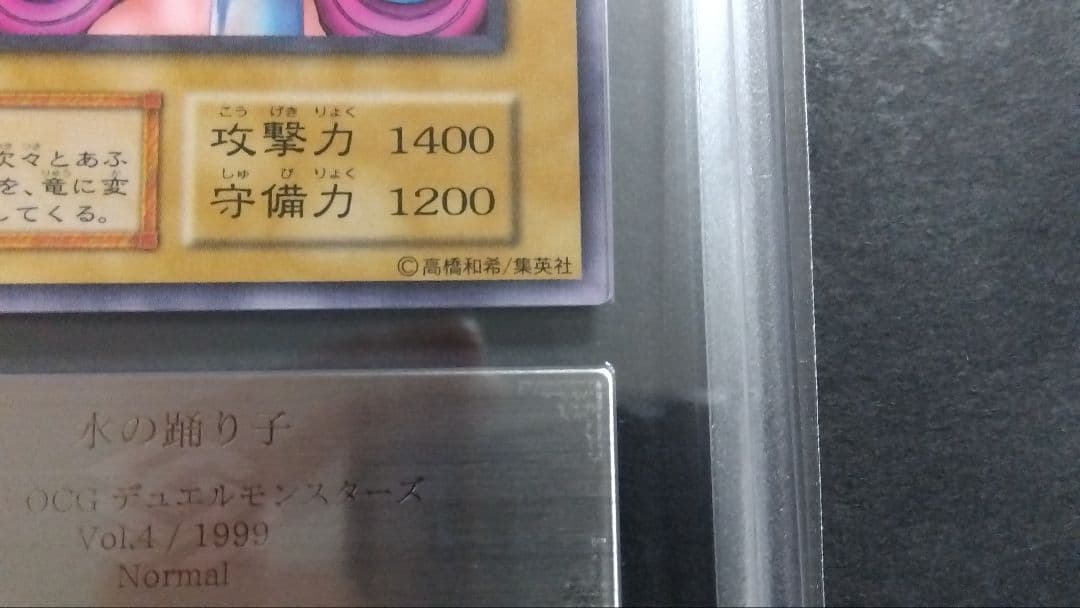 次々とあふ
を、竜に変
してくる。
こう げき りょく
攻撃力 1400
しゅ び りょく
守備力 1200
©高橋和希/集英社
水の踊り子
OCG デュエルモンスターズ
Vol.4 / 1999
Normal